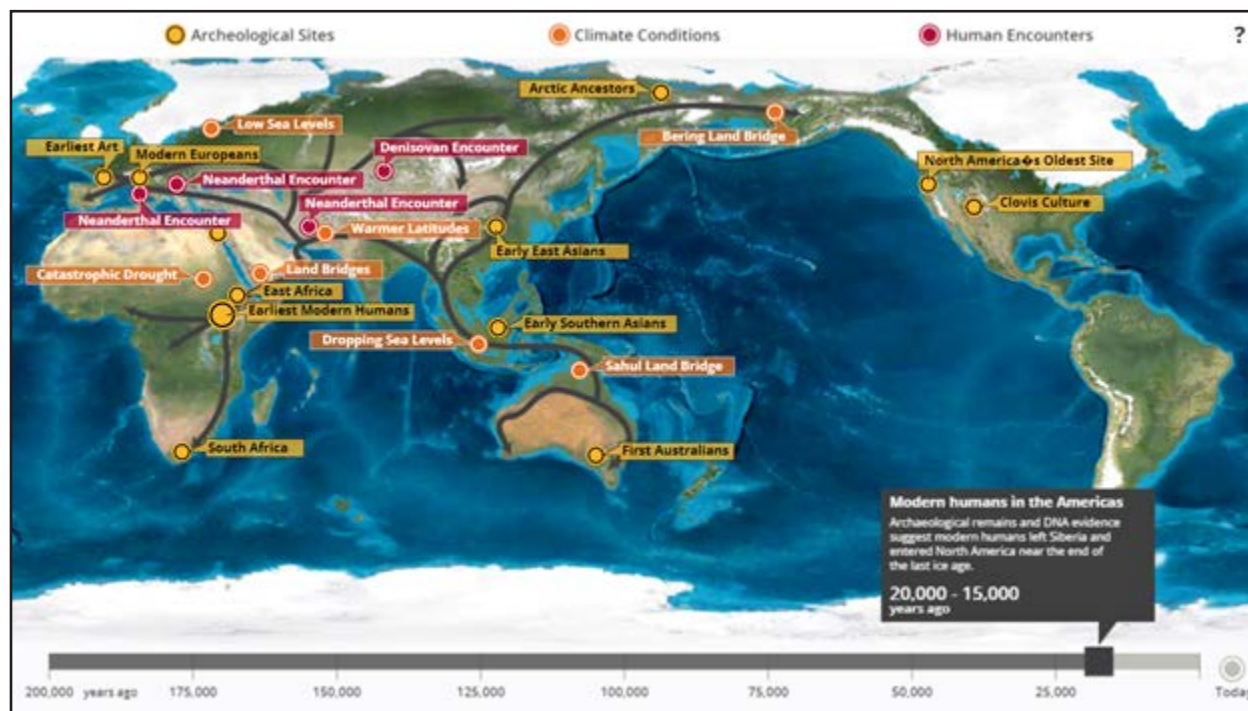 Archeological Sites
Climate Conditions
Human Encounters
?
Arctic Ancestors
Low Sea Levels
Bering Land Bridge
Earliest Art
Modern Europeans
Denisovan Encounter
North America�s Oldest Site
Neanderthal Encounter
Clovis Culture
Neanderthal Encounter
Neanderthal Encounter
Warmer Latitudes
Early East Asians
Catastrophic Drought
Land Bridges
East Africa
Earliest Modern Humans
Early Southern Asians
Dropping Sea Levels
Sahul Land Bridge
South Africa
First Australians
Modern humans in the Americas
Archaeological remains and DNA evidence
suggest modern humans left Siberia and
entered North America near the end of
the last ice age.
20,000 - 15,000
years ago
200,000 years ago 175,000 150,000 125,000 100,000 75,000 50,000 25,000 Today